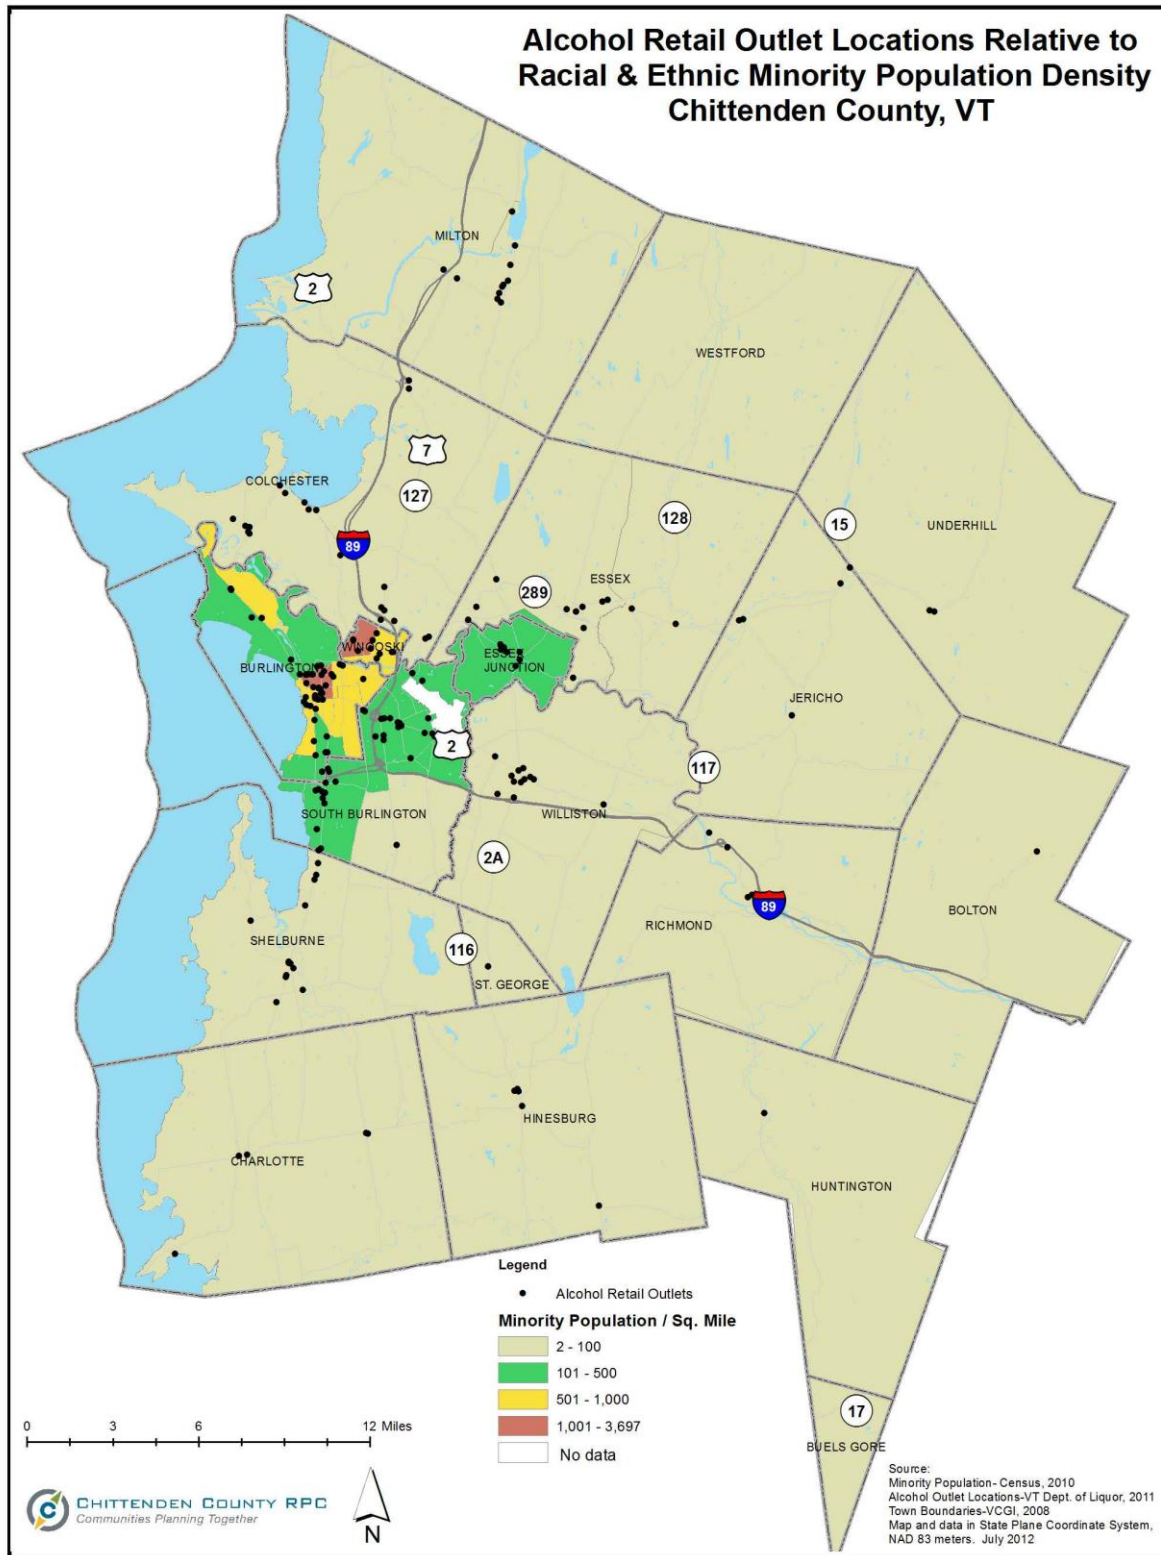 Alcohol Retail Outlet Locations Relative to
Racial & Ethnic Minority Population Density
Chittenden County, VT
MILTON
2
WESTFORD
7
COLCHESTER
127
128
15
UNDERHILL
89
ESSEX
289
WINOOSKI
ESSEX
JUNCTION
BURLINGTON
JERICHO
2
117
SOUTH BURLINGTON
WILLISTON
2A
89
BOLTON
RICHMOND
SHELBURNE
116
ST. GEORGE
HINESBURG
CHARLOTTE
HUNTINGTON
Legend
Alcohol Retail Outlets
Minority Population / Sq. Mile
2 - 100
101 - 500
501 - 1,000
1,001 - 3,697
No data
17
BUELS GORE
0 3 6 12 Miles
CHITTENDEN COUNTY RPC
Communities Planning Together
N
Source:
Minority Population- Census, 2010
Alcohol Outlet Locations-VT Dept. of Liquor, 2011
Town Boundaries-VCGI, 2008
Map and data in State Plane Coordinate System,
NAD 83 meters. July 2012